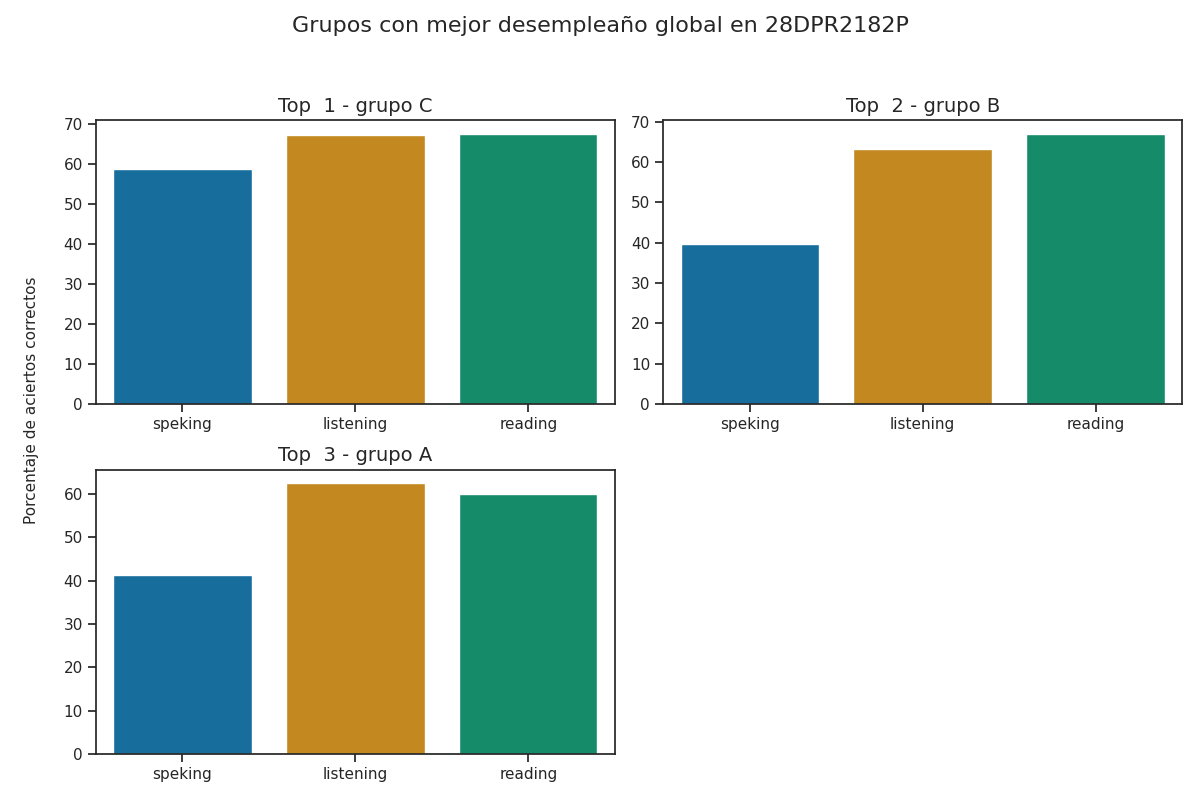 Grupos con mejor desempleaño global en 28DPR2182P
Porcentaje de aciertos correctos
Top  1 - grupo C
70
60
50
40
30
20
10
0
speking listening reading
Top  2 - grupo B
70
60
50
40
30
20
10
0
speking listening reading
Top  3 - grupo A
60
50
40
30
20
10
0
speking listening reading